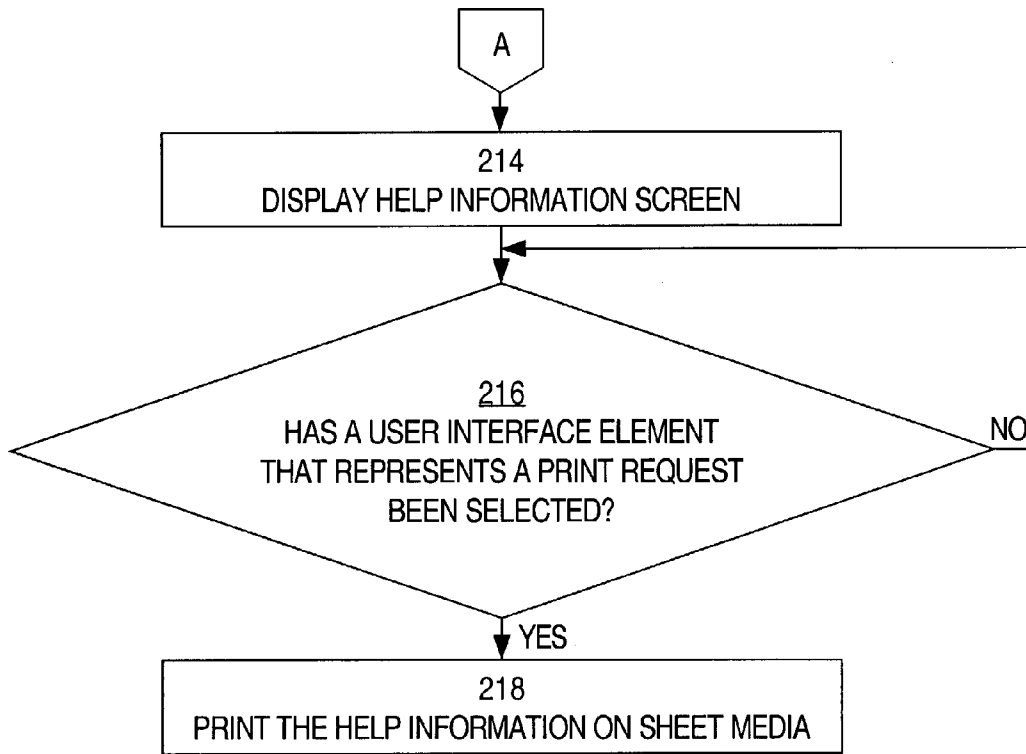 A
214
DISPLAY HELP INFORMATION SCREEN
216
HAS A USER INTERFACE ELEMENT
THAT REPRESENTS A PRINT REQUEST
BEEN SELECTED?
NO
YES
218
PRINT THE HELP INFORMATION ON SHEET MEDIA